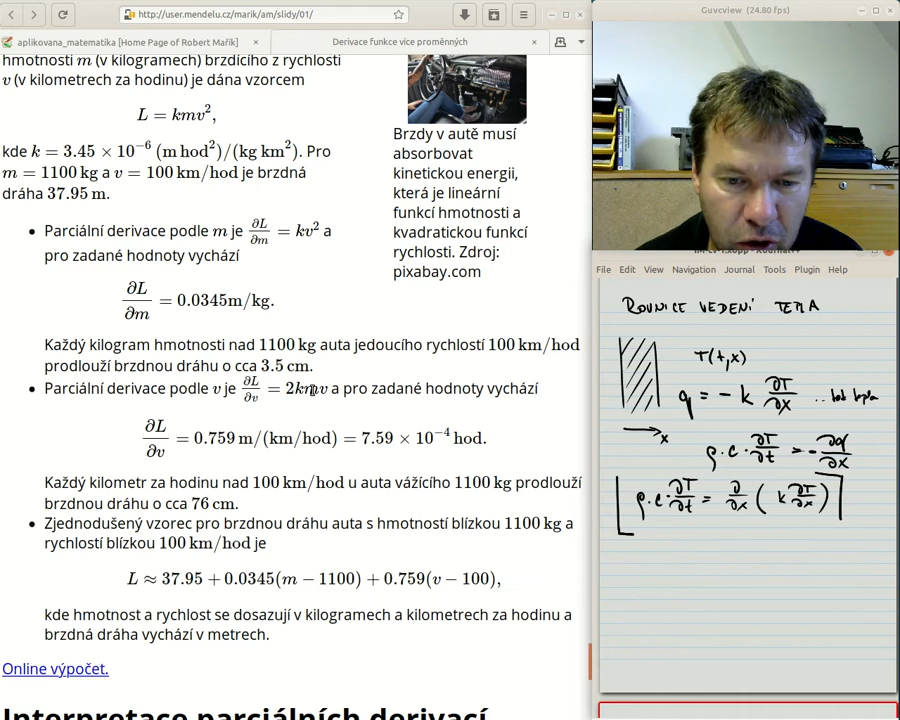 http://user.mendelu.cz/marik/am/slidy/01/
Guvcview (24.80 fps)
aplikovana_matematika [Home Page of Robert Mařík]
Derivace funkce více proměnných
hmotnosti m (v kilogramech) brzdícího z rychlosti
v (v kilometrech za hodinu) je dána vzorcem
L = kmv²,
kde k = 3.45 × 10⁻⁶ (m hod²)/(kg km²). Pro
m = 1100 kg a v = 100 km/hod je brzdná
dráha 37.95 m.
Brzdy v autě musí
absorbovat
kinetickou energii,
která je lineární
funkcí hmotnosti a
kvadratickou funkcí
rychlosti. Zdroj:
pixabay.com
• Parciální derivace podle m je ∂L/∂m = kv² a
pro zadané hodnoty vychází
∂L/∂m = 0.0345m/kg.
Každý kilogram hmotnosti nad 1100 kg auta jedoucího rychlostí 100 km/hod
prodlouží brzdnou dráhu o cca 3.5 cm.
• Parciální derivace podle v je ∂L/∂v = 2kmv a pro zadané hodnoty vychází
∂L/∂v = 0.759 m/(km/hod) = 7.59 × 10⁻⁴ hod.
Každý kilometr za hodinu nad 100 km/hod u auta vážícího 1100 kg prodlouží
brzdnou dráhu o cca 76 cm.
• Zjednodušený vzorec pro brzdnou dráhu auta s hmotností blízkou 1100 kg a
rychlostí blízkou 100 km/hod je
L ≈ 37.95 + 0.0345(m − 1100) + 0.759(v − 100),
kde hmotnost a rychlost se dosazují v kilogramech a kilometrech za hodinu a
brzdná dráha vychází v metrech.
Online výpočet.
Interpretace parciálních derivací
File Edit View Navigation Journal Tools Plugin Help
ROVNICE VEDENÍ TEPLA
T(t,x)
q = − k ∂T/∂x .. tok tepla
x
ρ·c·∂T/∂t = −∂q/∂x
ρ·c·∂T/∂t = ∂/∂x ( k ∂T/∂x )